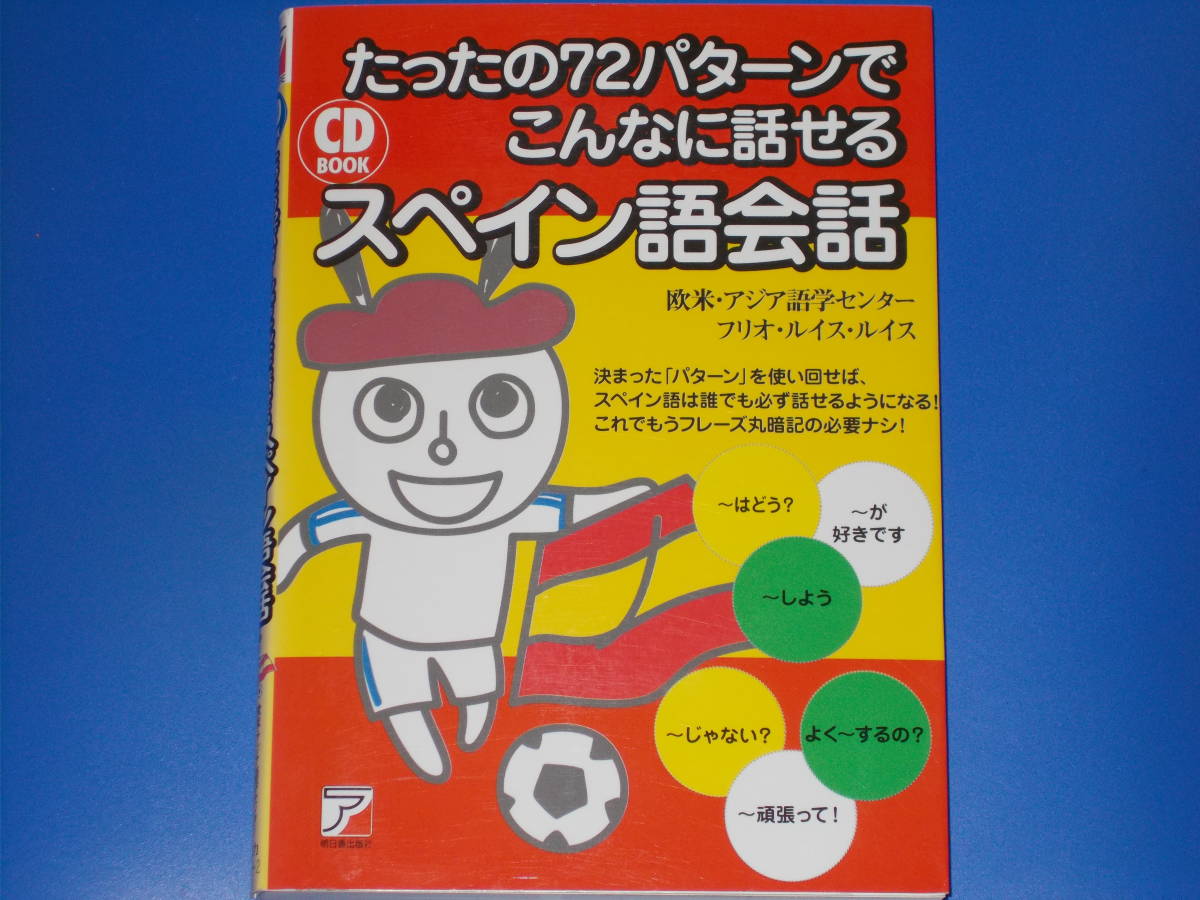 たったの72パターンで
こんなに話せる
CD
BOOK
スペイン語会話
欧米・アジア語学センター
フリオ・ルイス・ルイス
決まった「パターン」を使い回せば、
スペイン語は誰でも必ず話せるようになる!
これでもうフレーズ丸暗記の必要ナシ!
～はどう?
～が
好きです
～しよう
～じゃない?
よく～するの?
～頑張って!
ア
明日香出版社